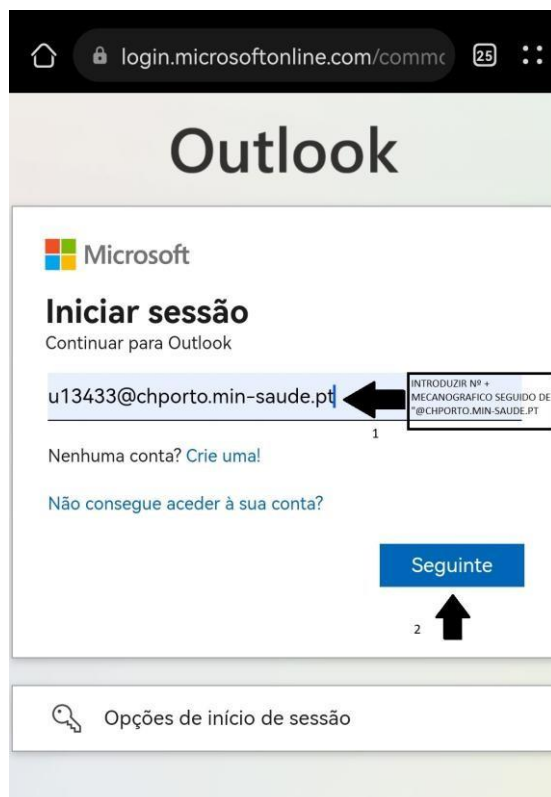 login.microsoftonline.com/commo
25
Outlook
Microsoft
Iniciar sessão
Continuar para Outlook
u13433@chporto.min-saude.pt
INTRODUZIR Nº +
MECANOGRAFICO SEGUIDO DE
"@CHPORTO.MIN-SAUDE.PT
1
Nenhuma conta? Crie uma!
Não consegue aceder à sua conta?
Seguinte
2
Opções de início de sessão